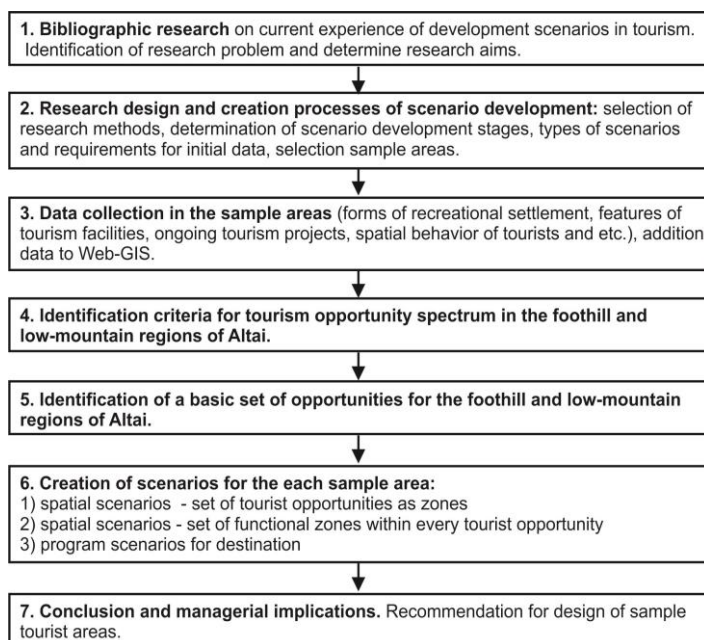 1. Bibliographic research on current experience of development scenarios in tourism.
Identification of research problem and determine research aims.
2. Research design and creation processes of scenario development: selection of
research methods, determination of scenario development stages, types of scenarios
and requirements for initial data, selection sample areas.
3. Data collection in the sample areas (forms of recreational settlement, features of
tourism facilities, ongoing tourism projects, spatial behavior of tourists and etc.), addition
data to Web-GIS.
4. Identification criteria for tourism opportunity spectrum in the foothill and
low-mountain regions of Altai.
5. Identification of a basic set of opportunities for the foothill and low-mountain
regions of Altai.
6. Creation of scenarios for the each sample area:
1) spatial scenarios - set of tourist opportunities as zones
2) spatial scenarios - set of functional zones within every tourist opportunity
3) program scenarios for destination
7. Conclusion and managerial implications. Recommendation for design of sample
tourist areas.